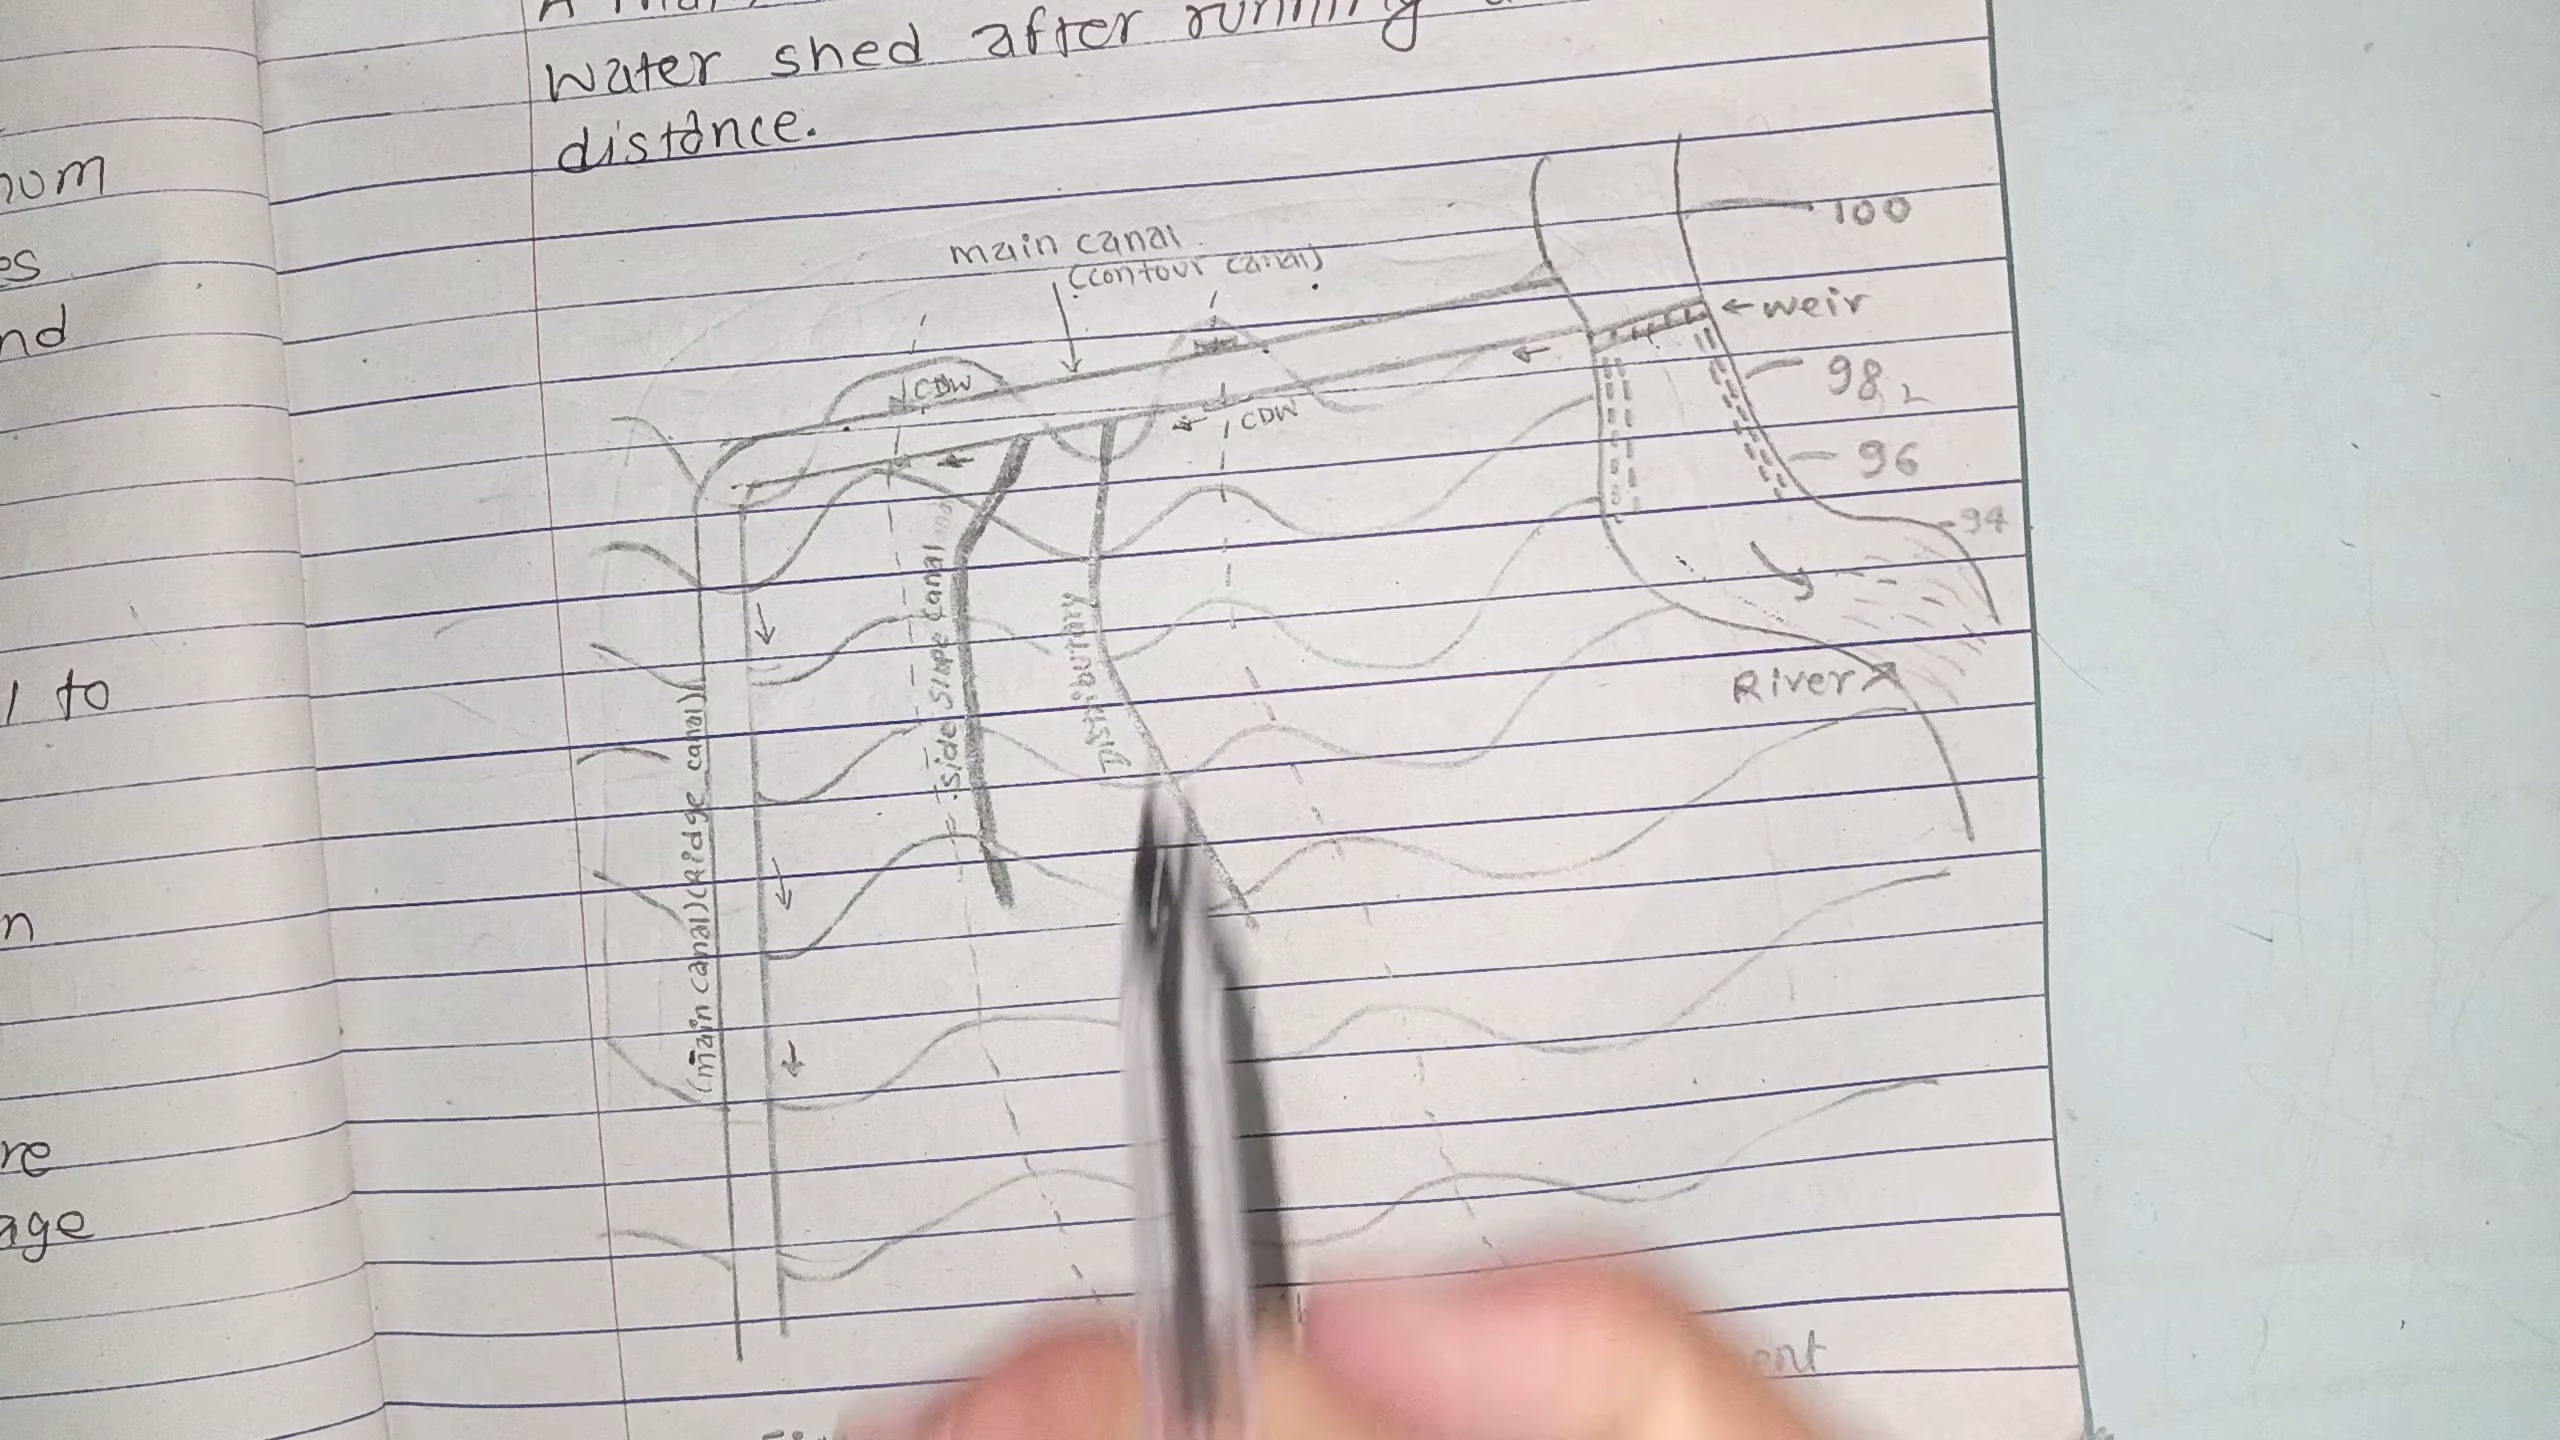 water shed after running
distance.
num
es
nd
l to
n
re
age
main canal
(contour canal)
100
←weir
98
96
94
River
CDW
CDW
side slope canal
Distributary
(main canal)(Ridge canal)
ent